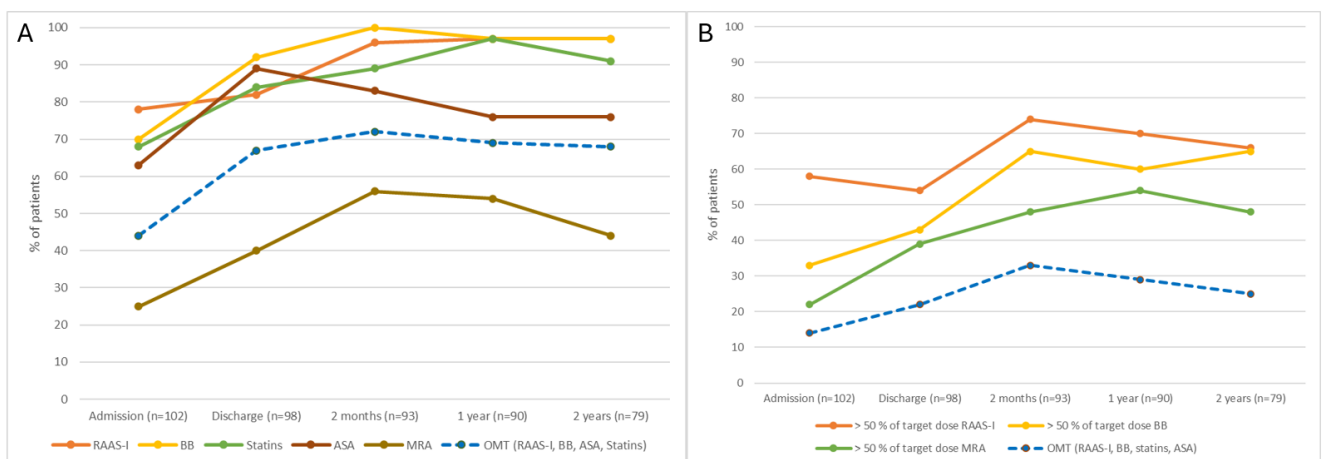 A
100
90
80
70
60
50
40
30
20
10
0
% of patients
Admission (n=102) Discharge (n=98) 2 months (n=93) 1 year (n=90) 2 years (n=79)
RAAS-I BB Statins ASA MRA OMT (RAAS-I, BB, ASA, Statins)
B
100
90
80
70
60
50
40
30
20
10
0
% of patients
Admission (n=102) Discharge (n=98) 2 months (n=93) 1 year (n=90) 2 years (n=79)
> 50 % of target dose RAAS-I > 50 % of target dose BB
> 50 % of target dose MRA OMT (RAAS-I, BB, statins, ASA)